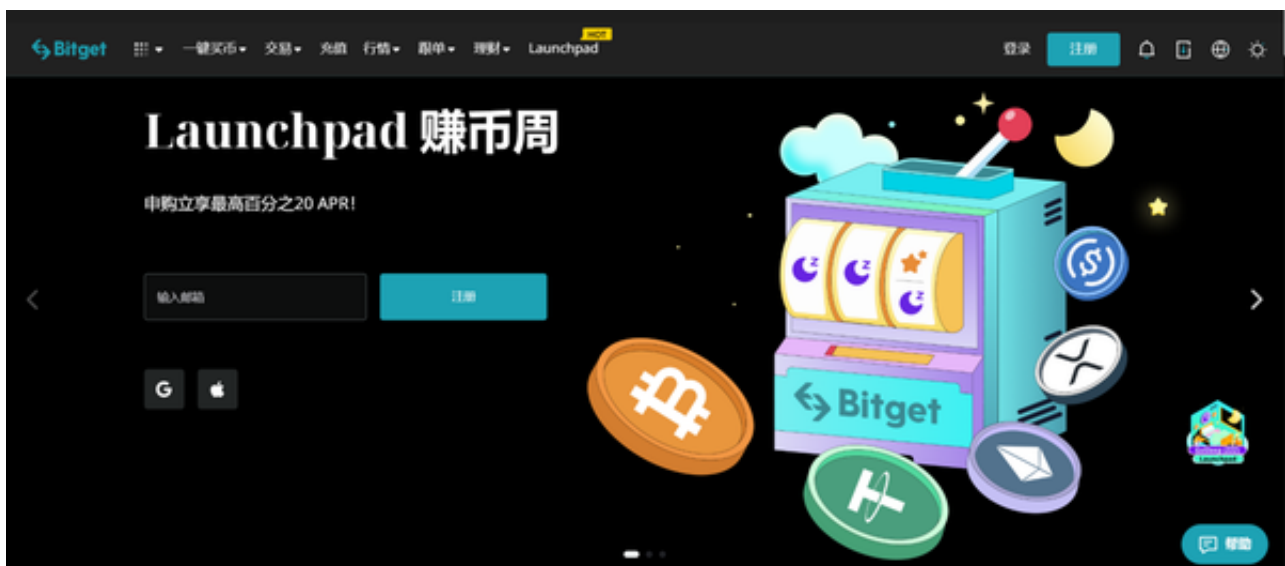 Bitget
一键买币
交易
充值
行情
跟单
理财
Launchpad
HOT
登录
注册
Launchpad 赚币周
申购立享最高百分之20 APR!
输入邮箱
注册
G
Bitget
Launchpad
帮助